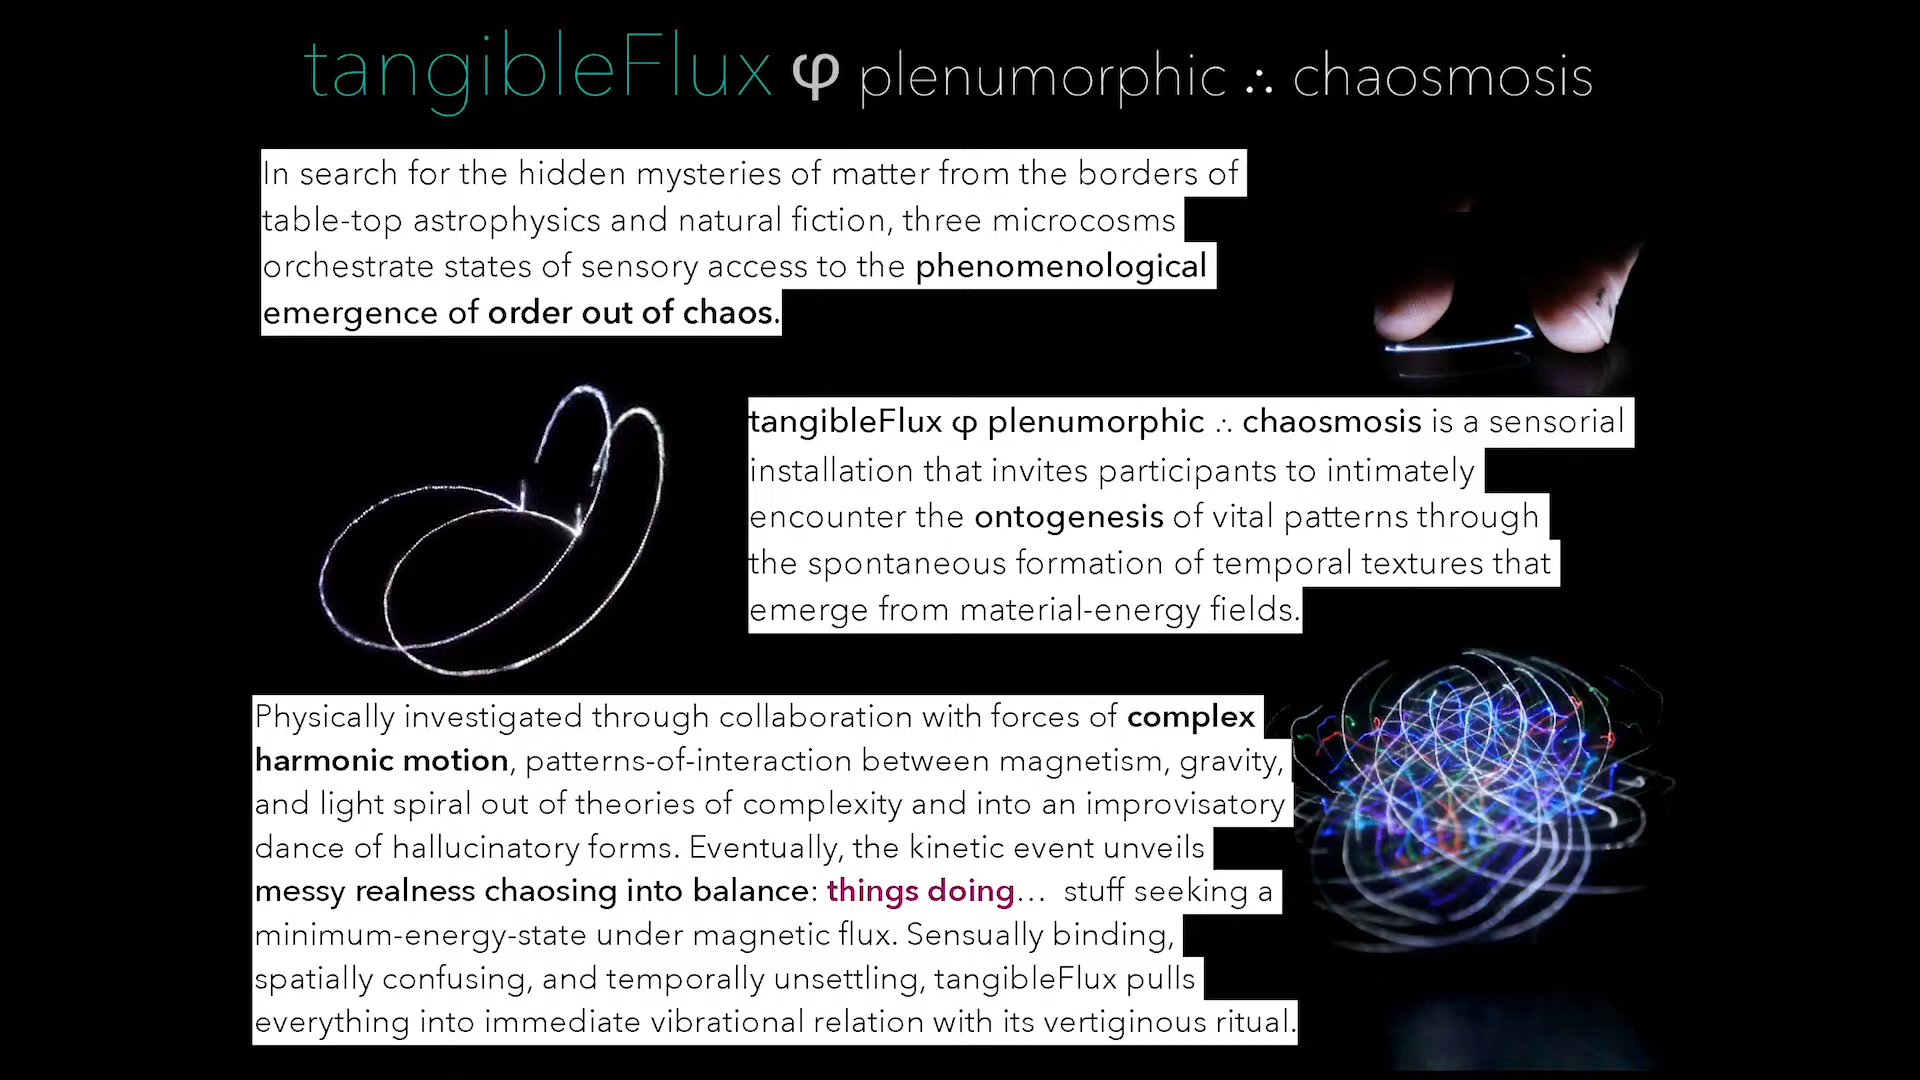 tangibleFlux φ plenumorphic ∴ chaosmosis
In search for the hidden mysteries of matter from the borders of
table-top astrophysics and natural fiction, three microcosms
orchestrate states of sensory access to the phenomenological
emergence of order out of chaos.
tangibleFlux φ plenumorphic ∴ chaosmosis is a sensorial
installation that invites participants to intimately
encounter the ontogenesis of vital patterns through
the spontaneous formation of temporal textures that
emerge from material-energy fields.
Physically investigated through collaboration with forces of complex
harmonic motion, patterns-of-interaction between magnetism, gravity,
and light spiral out of theories of complexity and into an improvisatory
dance of hallucinatory forms. Eventually, the kinetic event unveils
messy realness chaosing into balance: things doing… stuff seeking a
minimum-energy-state under magnetic flux. Sensually binding,
spatially confusing, and temporally unsettling, tangibleFlux pulls
everything into immediate vibrational relation with its vertiginous ritual.